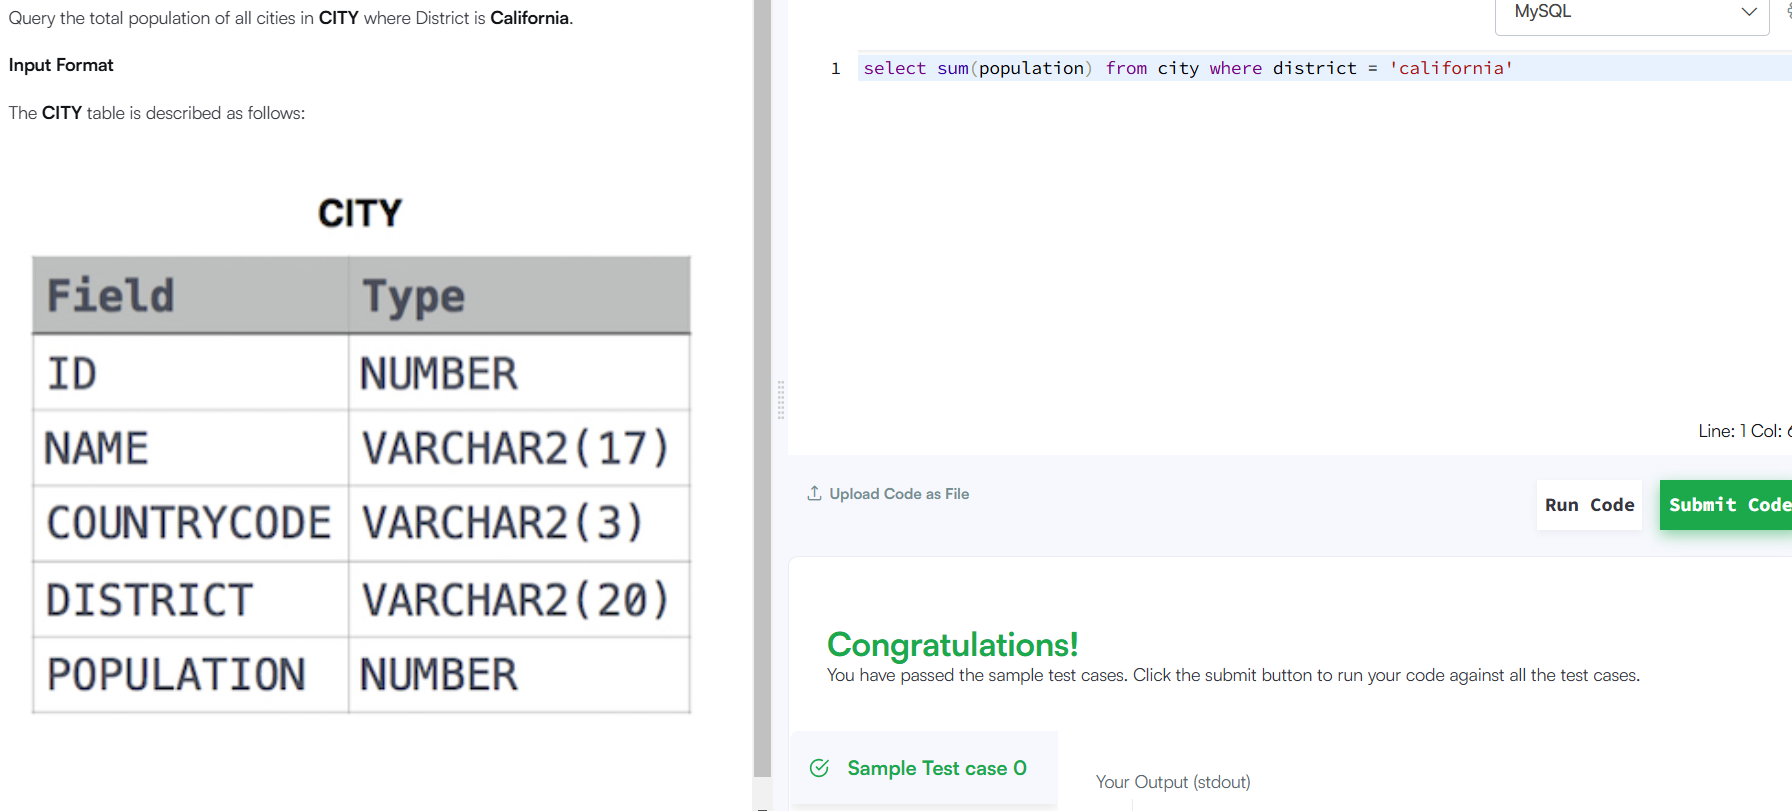 Query the total population of all cities in CITY where District is California.
Input Format
The CITY table is described as follows:
CITY
Field Type
ID NUMBER
NAME VARCHAR2(17)
COUNTRYCODE VARCHAR2(3)
DISTRICT VARCHAR2(20)
POPULATION NUMBER
MySQL
1 select sum(population) from city where district = 'california'
Line: 1 Col:
Upload Code as File
Run Code
Submit Code
Congratulations!
You have passed the sample test cases. Click the submit button to run your code against all the test cases.
Sample Test case 0
Your Output (stdout)